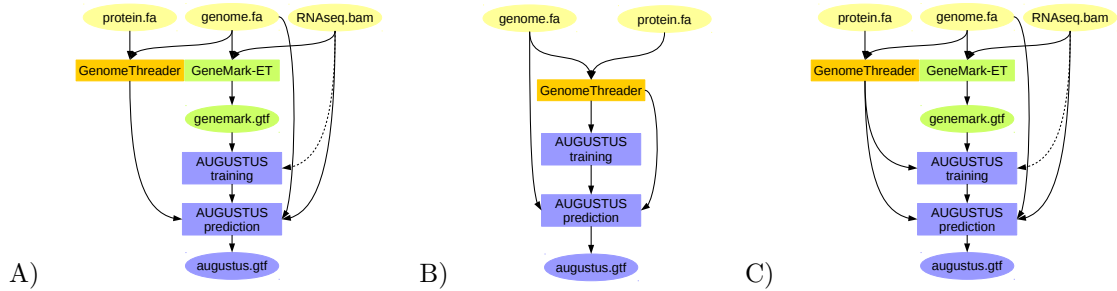 A)
protein.fa
genome.fa
RNAseq.bam
GenomeThreader
GeneMark-ET
genemark.gtf
AUGUSTUS
training
AUGUSTUS
prediction
augustus.gtf
B)
genome.fa
protein.fa
GenomeThreader
AUGUSTUS
training
AUGUSTUS
prediction
augustus.gtf
C)
protein.fa
genome.fa
RNAseq.bam
GenomeThreader
GeneMark-ET
genemark.gtf
AUGUSTUS
training
AUGUSTUS
prediction
augustus.gtf